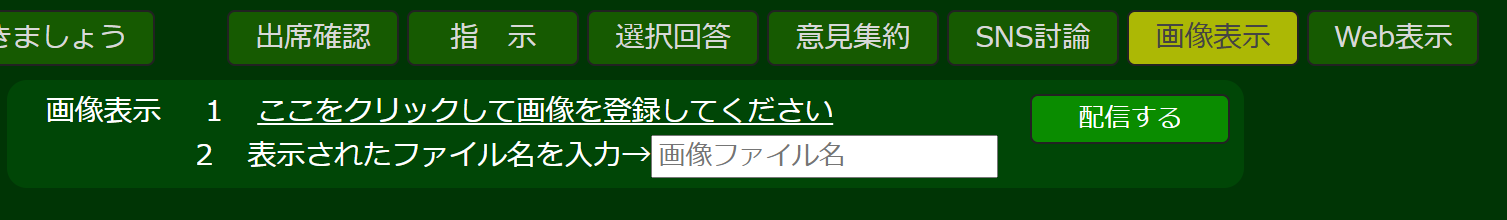 きましょう 出席確認 指　示 選択回答 意見集約 SNS討論 画像表示 Web表示
画像表示 1 ここをクリックして画像を登録してください 配信する
2 表示されたファイル名を入力→画像ファイル名